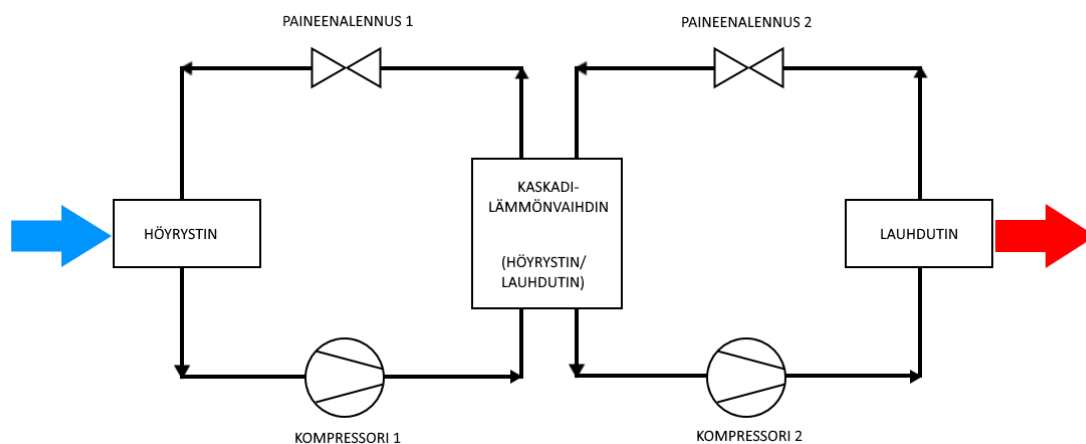 PAINEENALENNUS 1
PAINEENALENNUS 2
HÖYRYSTIN
KASKADI-
LÄMMÖNVAIHDIN
(HÖYRYSTIN/
LAUHDUTIN)
LAUHDUTIN
KOMPRESSORI 1
KOMPRESSORI 2